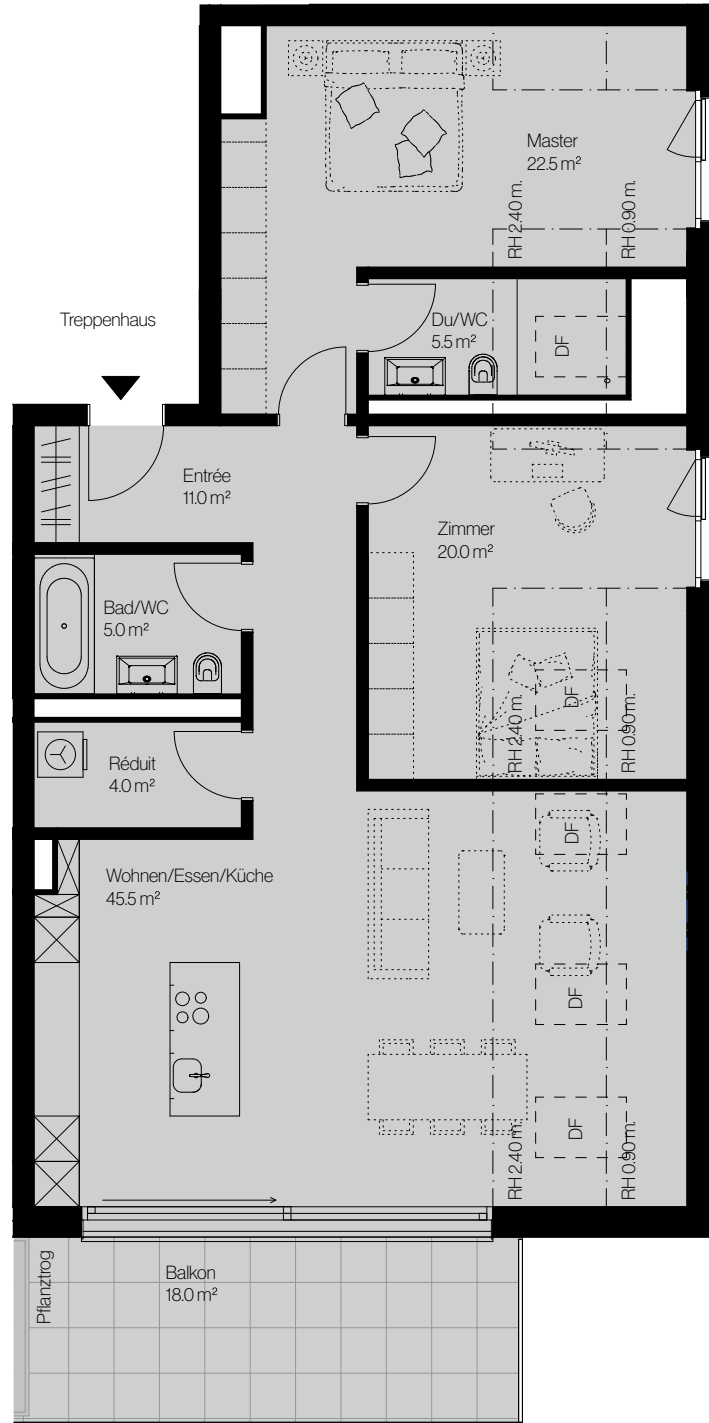 Master
22.5 m²
RH 2.40 m.
RH 0.90 m.
Treppenhaus
Du/WC
5.5 m²
DF
Entrée
11.0 m²
Zimmer
20.0 m²
Bad/WC
5.0 m²
DF
RH 2.40 m.
RH 0.90 m.
Réduit
4.0 m²
DF
Wohnen/Essen/Küche
45.5 m²
DF
DF
RH 2.40 m.
RH 0.90 m.
Pflanztrog
Balkon
18.0 m²